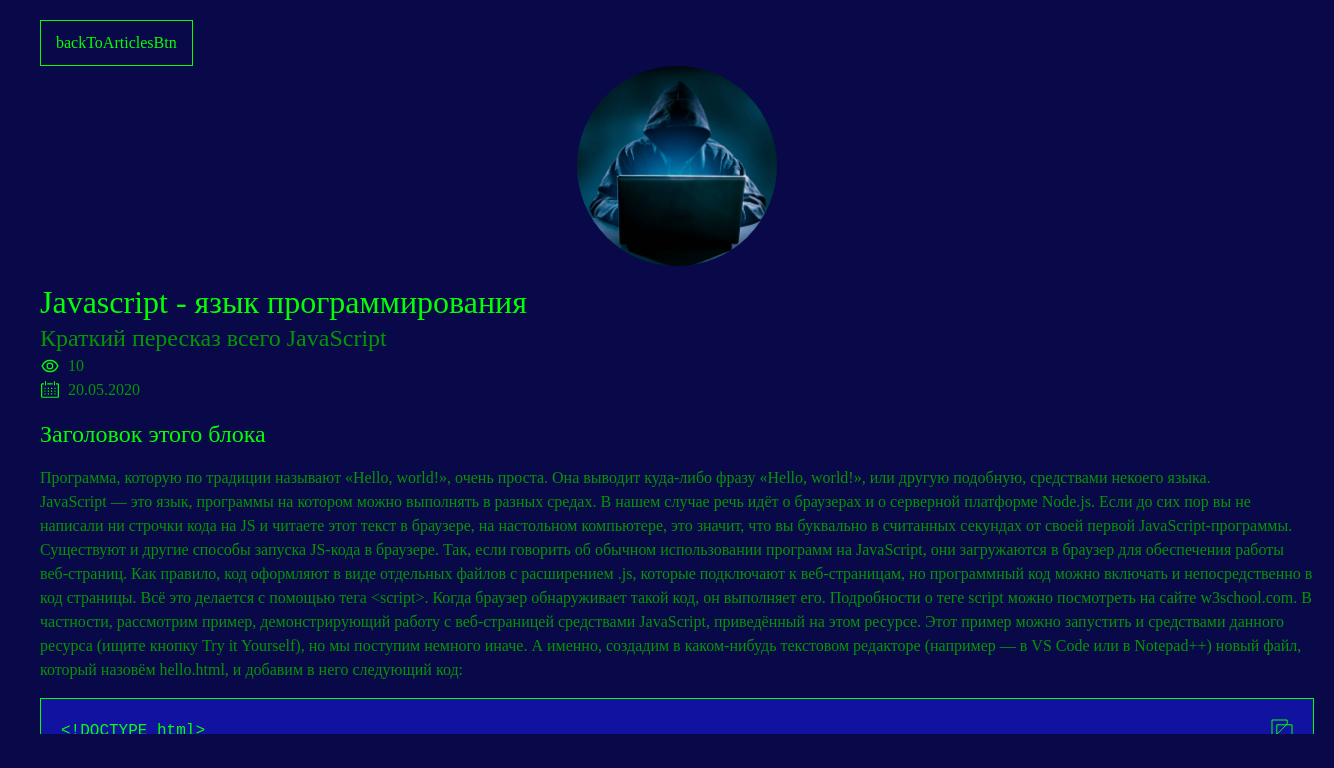 backToArticlesBtn
Javascript - язык программирования
Краткий пересказ всего JavaScript
10
20.05.2020
Заголовок этого блока
Программа, которую по традиции называют «Hello, world!», очень проста. Она выводит куда-либо фразу «Hello, world!», или другую подобную, средствами некоего языка.
JavaScript — это язык, программы на котором можно выполнять в разных средах. В нашем случае речь идёт о браузерах и о серверной платформе Node.js. Если до сих пор вы не
написали ни строчки кода на JS и читаете этот текст в браузере, на настольном компьютере, это значит, что вы буквально в считанных секундах от своей первой JavaScript-программы.
Существуют и другие способы запуска JS-кода в браузере. Так, если говорить об обычном использовании программ на JavaScript, они загружаются в браузер для обеспечения работы
веб-страниц. Как правило, код оформляют в виде отдельных файлов с расширением .js, которые подключают к веб-страницам, но программный код можно включать и непосредственно в
код страницы. Всё это делается с помощью тега <script>. Когда браузер обнаруживает такой код, он выполняет его. Подробности о теге script можно посмотреть на сайте w3school.com. В
частности, рассмотрим пример, демонстрирующий работу с веб-страницей средствами JavaScript, приведённый на этом ресурсе. Этот пример можно запустить и средствами данного
ресурса (ищите кнопку Try it Yourself), но мы поступим немного иначе. А именно, создадим в каком-нибудь текстовом редакторе (например — в VS Code или в Notepad++) новый файл,
который назовём hello.html, и добавим в него следующий код:
<!DOCTYPE html>